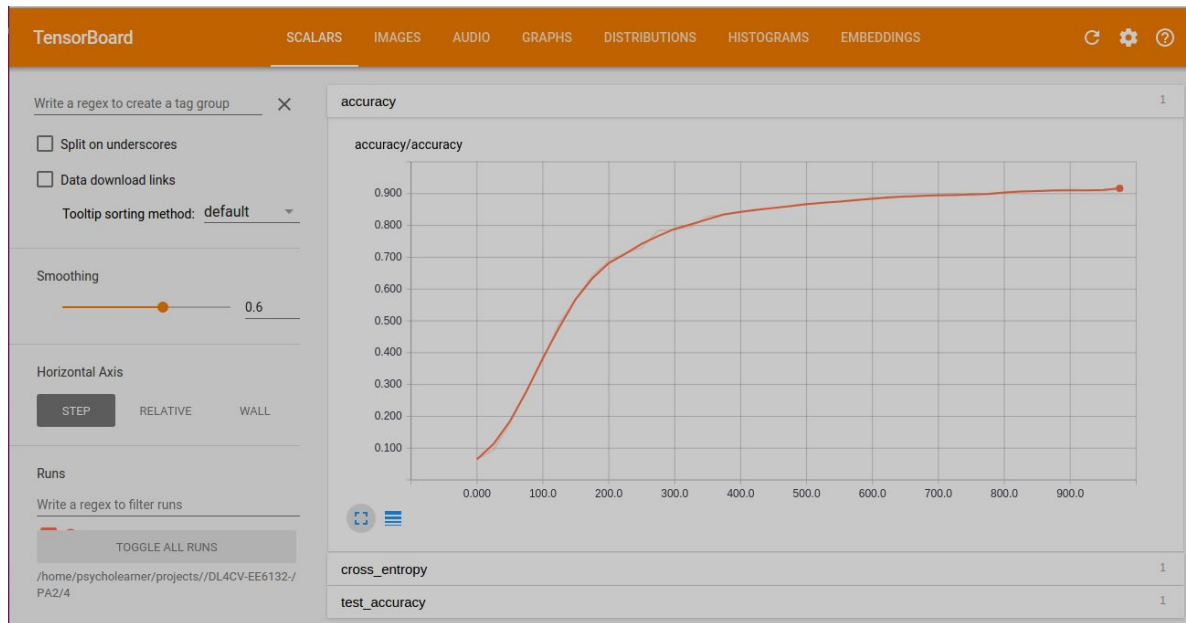 TensorBoard SCALARS IMAGES AUDIO GRAPHS DISTRIBUTIONS HISTOGRAMS EMBEDDINGS
Write a regex to create a tag group
Split on underscores
Data download links
Tooltip sorting method: default
Smoothing
0.6
Horizontal Axis
STEP RELATIVE WALL
Runs
Write a regex to filter runs
TOGGLE ALL RUNS
/home/psycholearner/projects//DL4CV-EE6132-/
PA2/4
accuracy 1
accuracy/accuracy
0.900
0.800
0.700
0.600
0.500
0.400
0.300
0.200
0.100
0.000 100.0 200.0 300.0 400.0 500.0 600.0 700.0 800.0 900.0
cross_entropy 1
test_accuracy 1